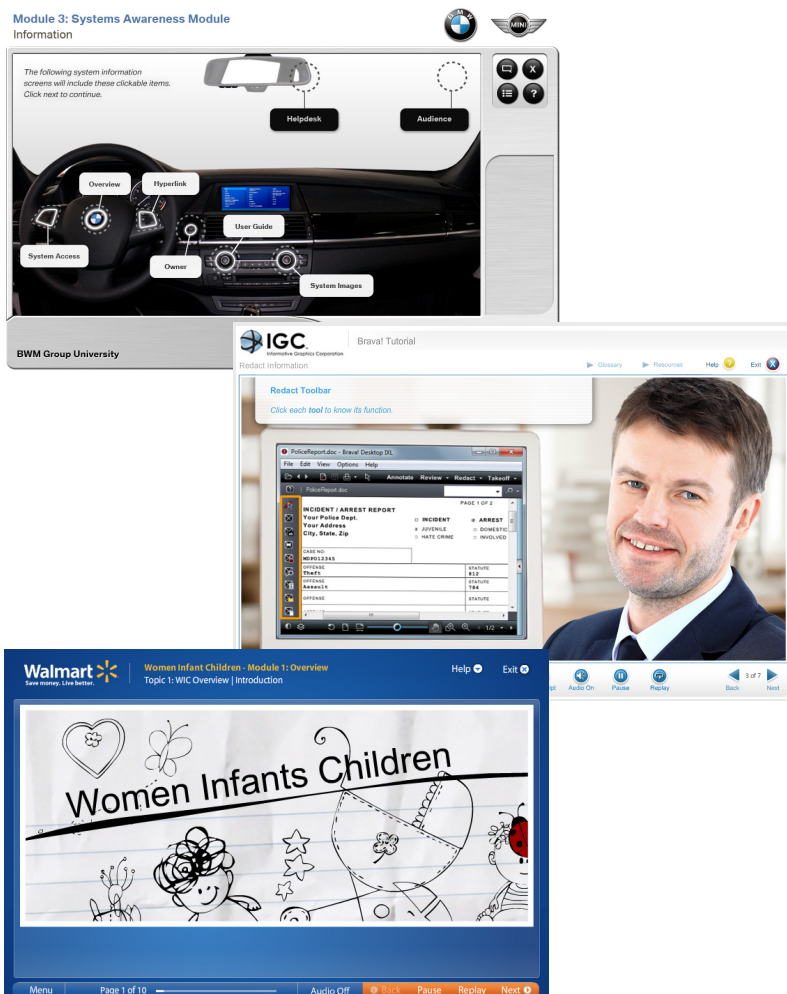 Module 3: Systems Awareness Module
Information
BMW
MINI
The following system information
screens will include these clickable items.
Click next to continue.
X
?
Helpdesk
Audience
Overview
Hyperlink
User Guide
System Access
Owner
System Images
BWM Group University
IGC
Informative Graphics Corporation
Brava! Tutorial
Redact Information
Glossary
Resources
Help ?
Exit X
Redact Toolbar
Click each tool to know its function.
PoliceReport.doc - Brava! Desktop DXL
File Edit View Options Help
Annotate Review Redact Takeoff
PoliceReport.doc
PAGE 1 OF 2
INCIDENT / ARREST REPORT
Your Police Dept.
Your Address
City, State, Zip
INCIDENT
ARREST
JUVENILE
DOMESTIC
HATE CRIME
INVOLVED
CASE NO:
OFFENSE
Theft
STATUTE
812
OFFENSE
Assault
STATUTE
784
OFFENSE
STATUTE
1/2
Audio On
Pause
Replay
Back
3 of 7
Next
Walmart
Save money. Live better.
Women Infant Children - Module 1: Overview
Topic 1: WIC Overview | Introduction
Help
Exit
Women Infants Children
Menu
Page 1 of 10
Audio Off
Back
Pause
Replay
Next